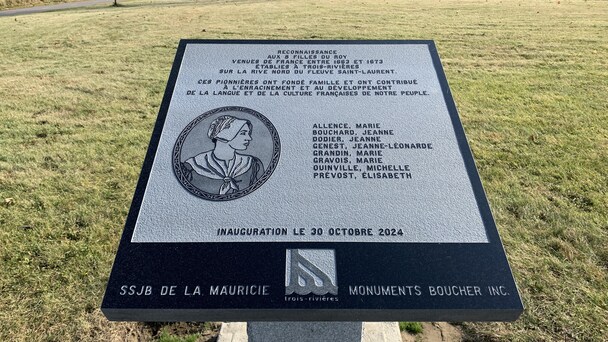 RECONNAISSANCE
AUX 8 FILLES DU ROY
VENUES DE FRANCE ENTRE 1663 ET 1673
ÉTABLIES À TROIS-RIVIÈRES
SUR LA RIVE NORD DU FLEUVE SAINT-LAURENT.
CES PIONNIÈRES ONT FONDÉ FAMILLE ET ONT CONTRIBUÉ
À L'ENRACINEMENT ET AU DÉVELOPPEMENT
DE LA LANGUE ET DE LA CULTURE FRANÇAISES DE NOTRE PEUPLE.
ALLENCE, MARIE
BOUCHARD, JEANNE
DODIER, JEANNE
GENEST, JEANNE-LÉONARDE
GRANDIN, MARIE
GRAVOIS, MARIE
OUINVILLE, MICHELLE
PRÉVOST, ÉLISABETH
INAUGURATION LE 30 OCTOBRE 2024
SSJB DE LA MAURICIE
trois-rivières
MONUMENTS BOUCHER INC.